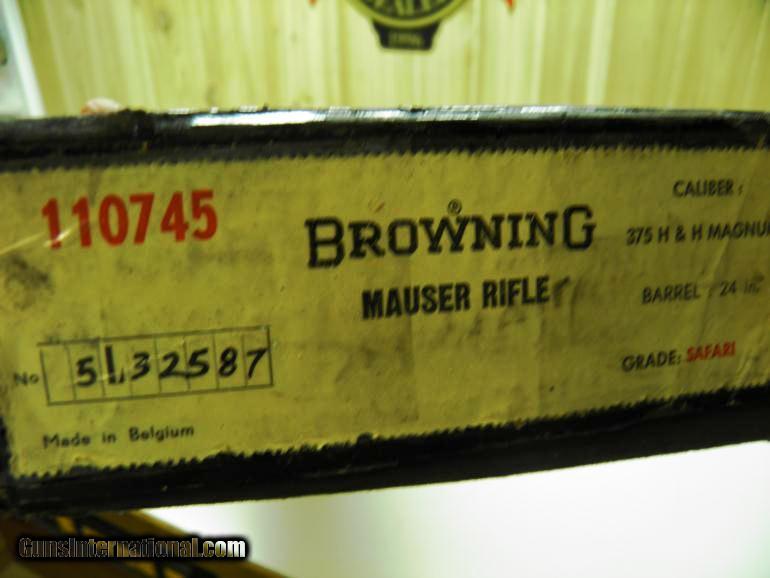 1996
110745
BROWNING®
MAUSER RIFLE
CALIBER :
375 H & H MAGNU
BARREL : 24 in.
GRADE: SAFARI
No 5L32587
Made in Belgium
GunsInternational.com